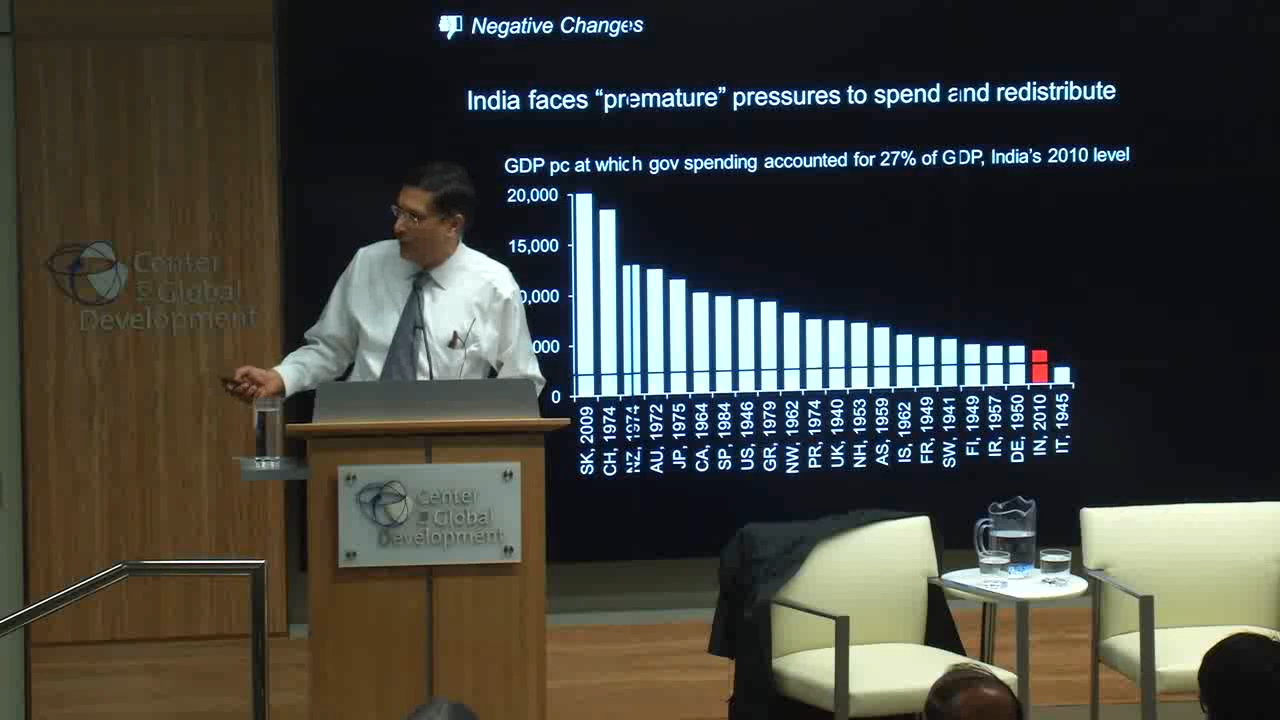 Negative Changes
India faces “premature” pressures to spend and redistribute
GDP pc at which gov spending accounted for 27% of GDP, India’s 2010 level
20,000
15,000
0,000
000
0
SK, 2009
CH, 1974
NZ, 1974
AU, 1972
JP, 1975
CA, 1964
SP, 1984
US, 1946
GR, 1979
NW, 1962
PR, 1974
UK, 1940
NH, 1953
AS, 1959
IS, 1962
FR, 1949
SW, 1941
FI, 1949
IR, 1957
DE, 1950
IN, 2010
IT, 1945
Center
Global
Development
Center
Global
Development